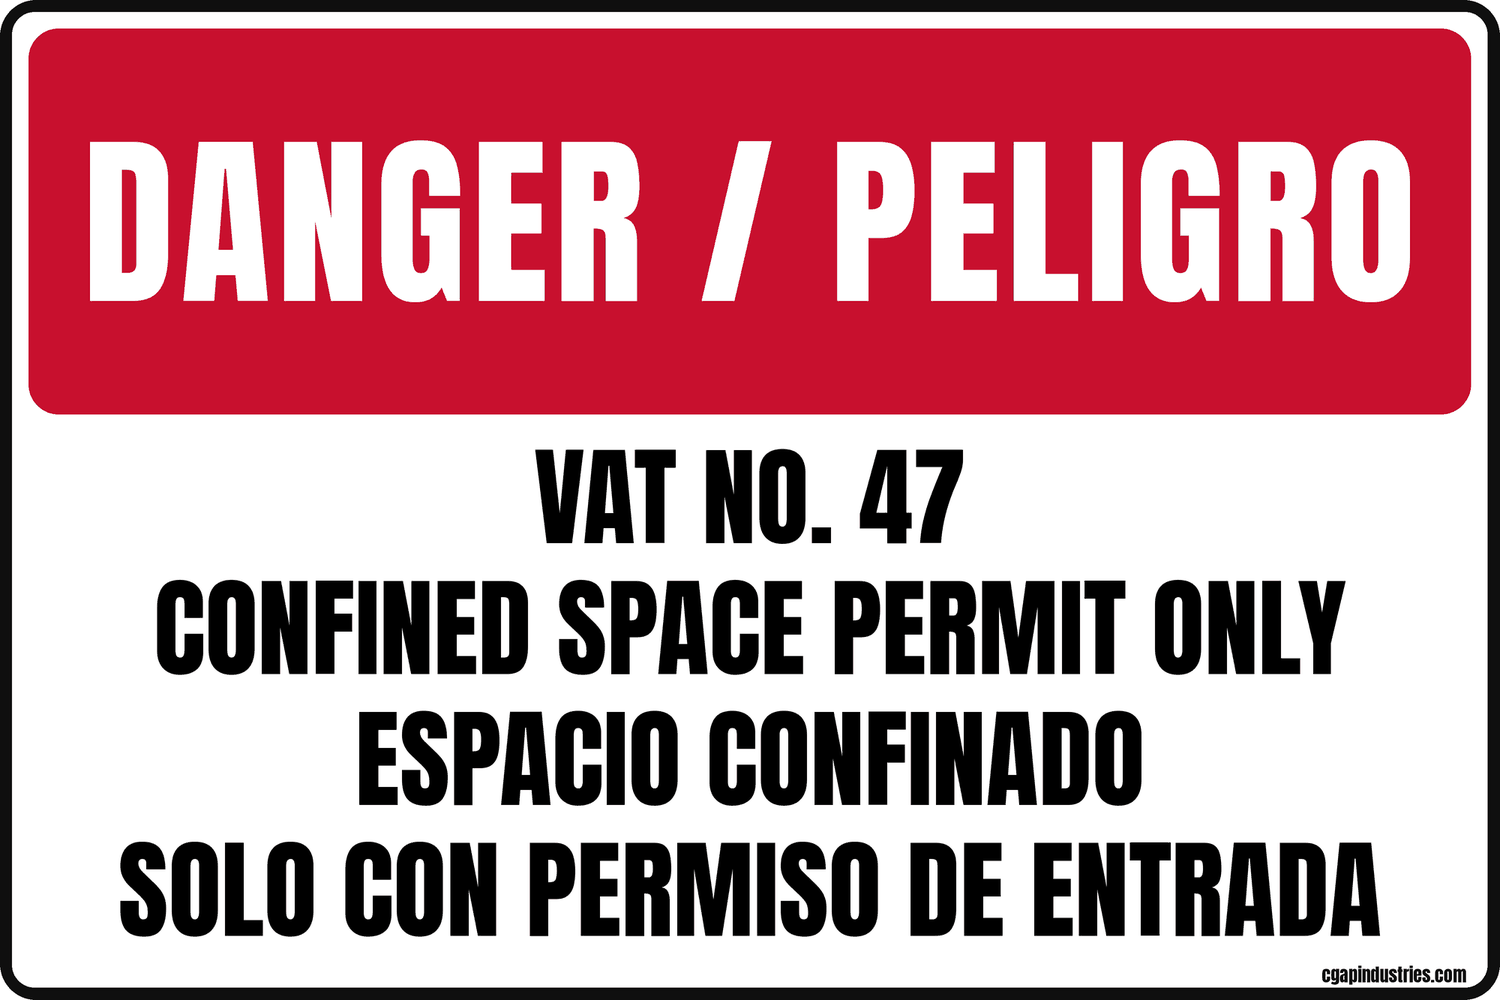 DANGER / PELIGRO
VAT NO. 47
CONFINED SPACE PERMIT ONLY
ESPACIO CONFINADO
SOLO CON PERMISO DE ENTRADA
cgapindustries.com